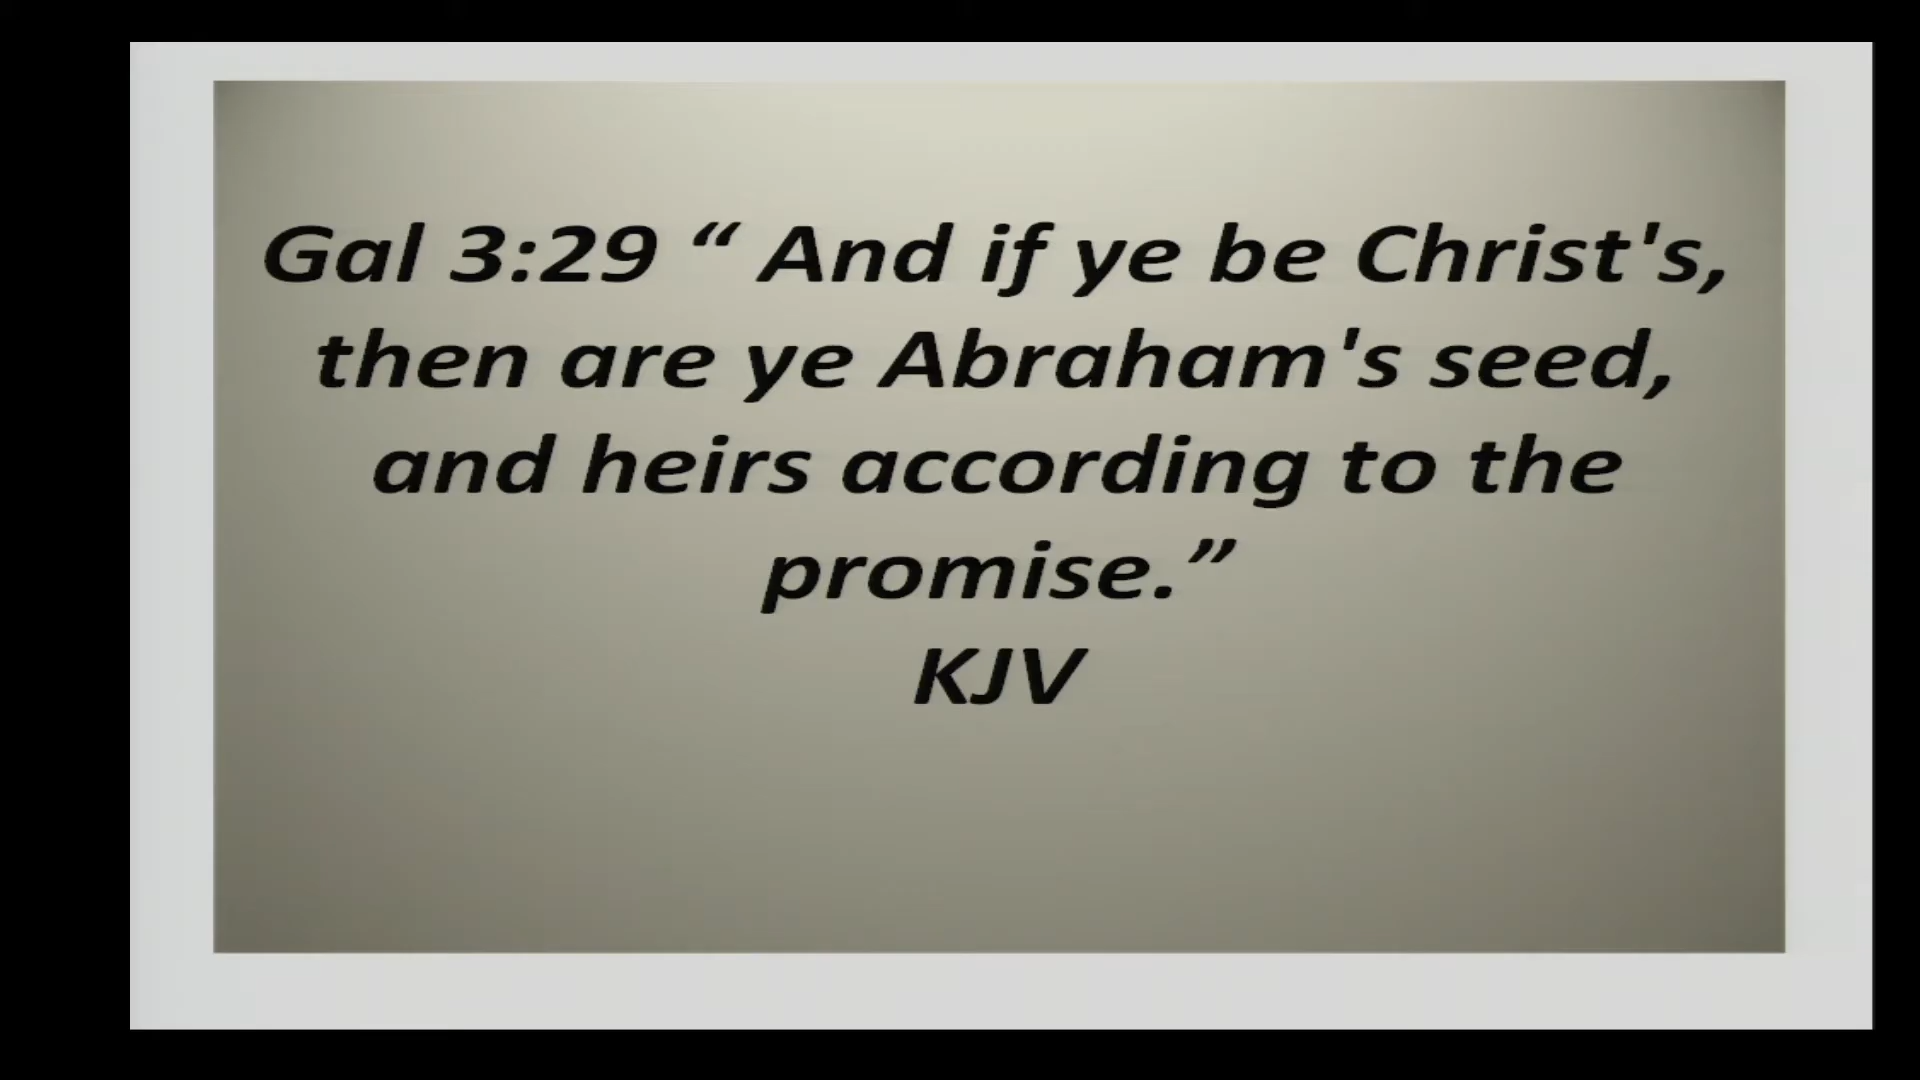 Gal 3:29 “ And if ye be Christ's,
then are ye Abraham's seed,
and heirs according to the
promise.”
KJV